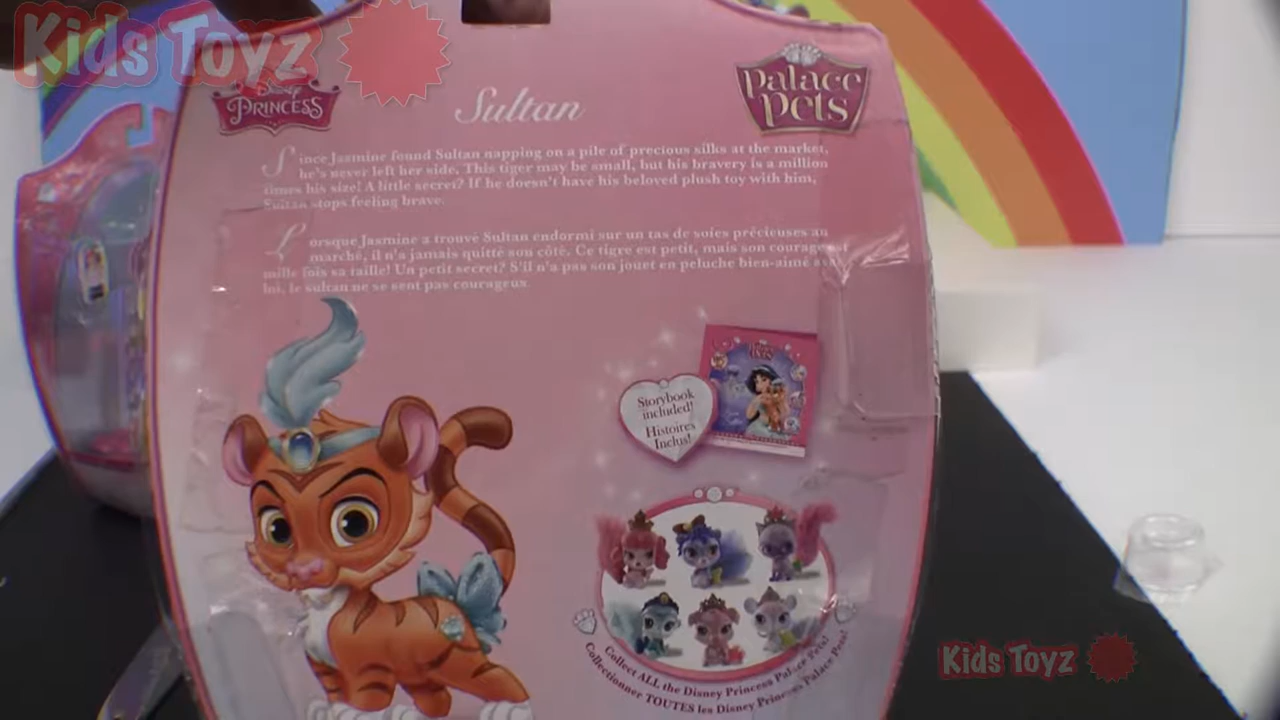 Kids Toyz
Disney
PRINCESS
Sultan
Palace
Pets
Since Jasmine found Sultan napping on a pile of precious silks at the market,
he's never left her side. This tiger may be small, but his bravery is a million
times his size! A little secret? If he doesn't have his beloved plush toy with him,
Sultan stops feeling brave.
Lorsque Jasmine a trouvé Sultan endormi sur un tas de soies précieuses au
marché, il n'a jamais quitté son côté. Ce tigre est petit, mais son courage est
mille fois sa taille! Un petit secret? S'il n'a pas son jouet en peluche bien-aimé avec
lui, le sultan ne se sent pas courageux.
Storybook
included!
Histoires
Inclus!
Collect ALL the Disney Princess Palace Pets!
Collectionner TOUTES les Disney Princess Palace Pets!
Kids Toyz